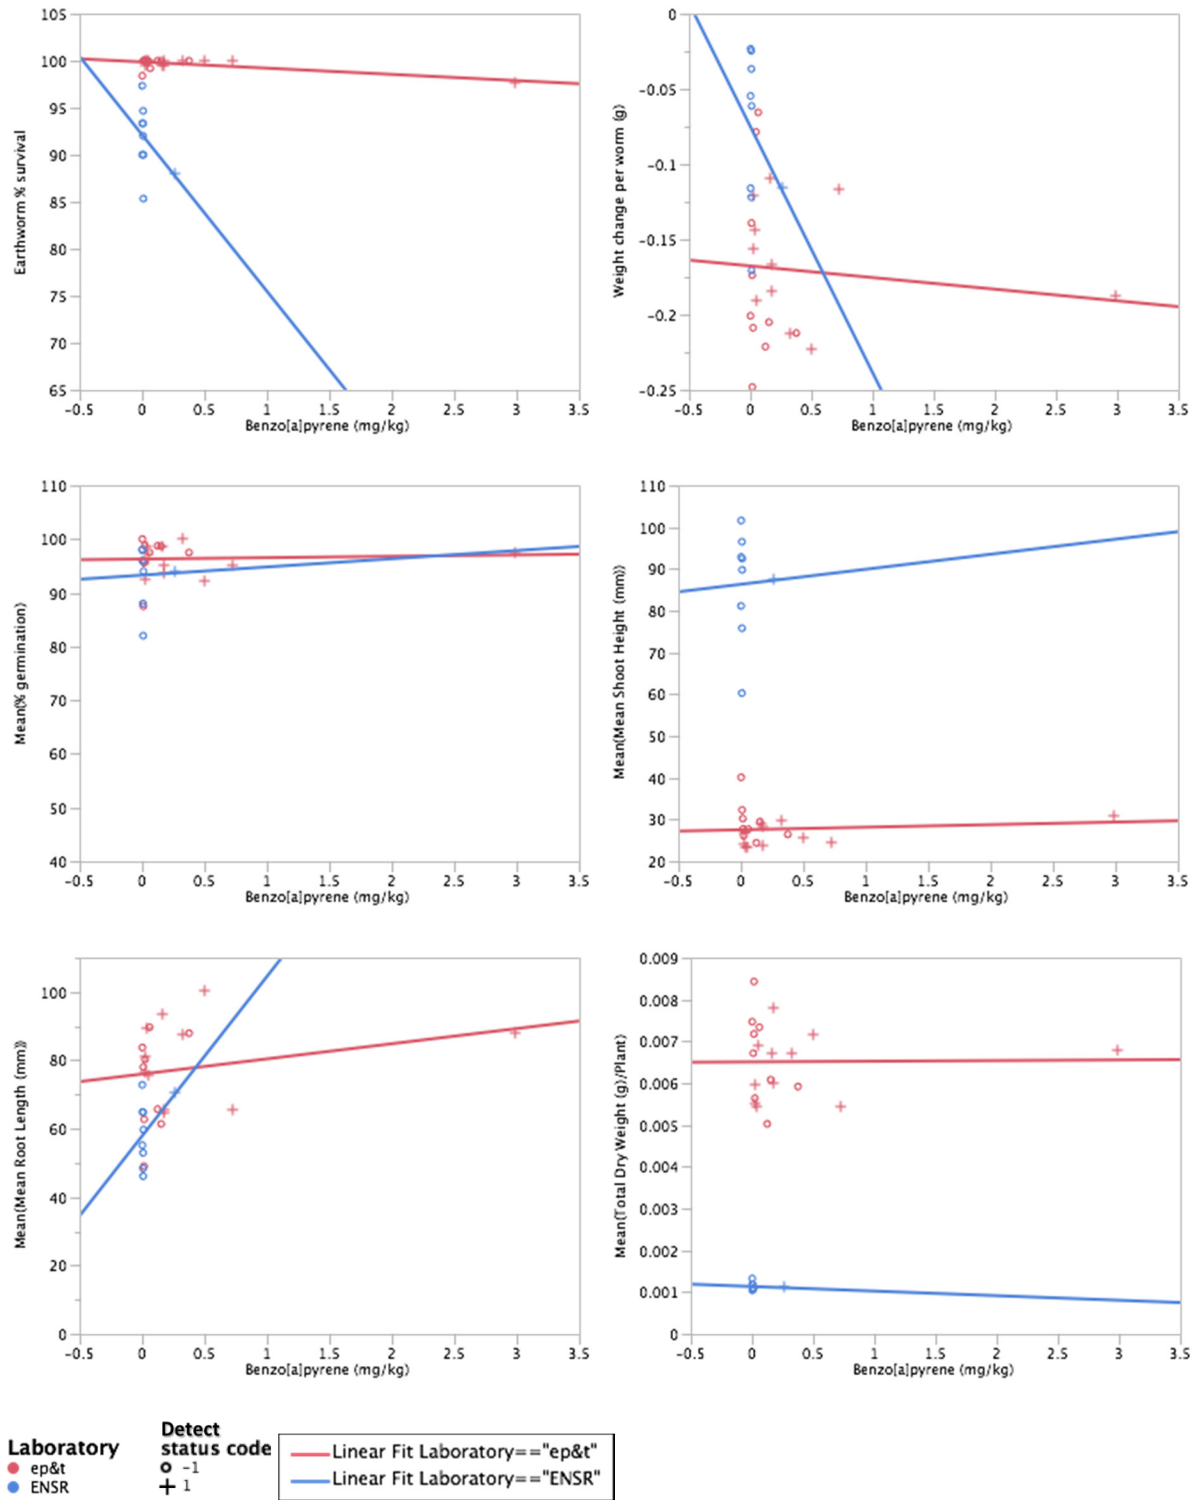 105
100
95
90
85
80
75
70
65
Earthworm % survival
-0.5 0 0.5 1 1.5 2 2.5 3 3.5
Benzo[a]pyrene (mg/kg)
0
-0.05
-0.1
-0.15
-0.2
-0.25
Weight change per worm (g)
-0.5 0 0.5 1 1.5 2 2.5 3 3.5
Benzo[a]pyrene (mg/kg)
110
100
90
80
70
60
50
40
Mean(% germination)
-0.5 0 0.5 1 1.5 2 2.5 3 3.5
Benzo[a]pyrene (mg/kg)
110
100
90
80
70
60
50
40
30
20
Mean(Mean Shoot Height (mm))
-0.5 0 0.5 1 1.5 2 2.5 3 3.5
Benzo[a]pyrene (mg/kg)
100
80
60
40
20
0
Mean(Mean Root Length (mm))
-0.5 0 0.5 1 1.5 2 2.5 3 3.5
Benzo[a]pyrene (mg/kg)
0.009
0.008
0.007
0.006
0.005
0.004
0.003
0.002
0.001
0
Mean(Total Dry Weight (g)/Plant)
-0.5 0 0.5 1 1.5 2 2.5 3 3.5
Benzo[a]pyrene (mg/kg)
Laboratory
ep&t
ENSR
Detect
status code
-1
1
Linear Fit Laboratory=="ep&t"
Linear Fit Laboratory=="ENSR"